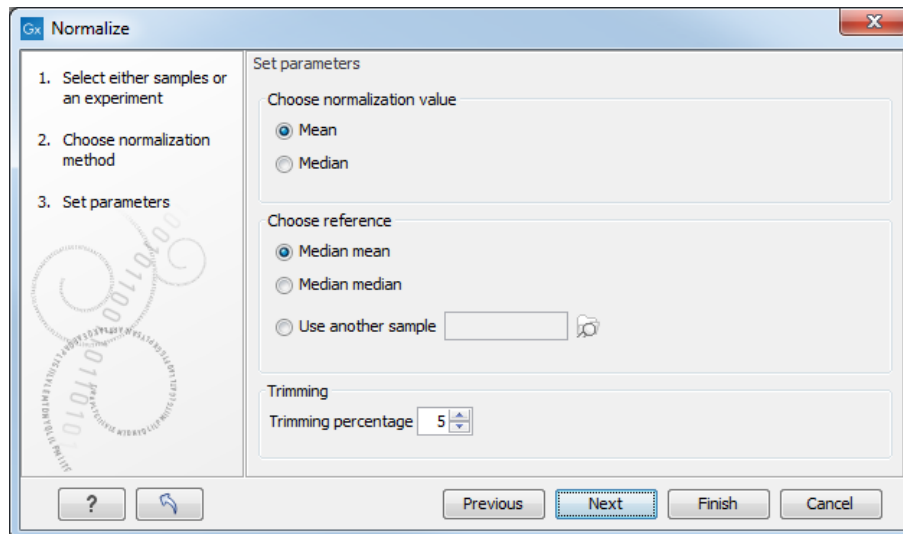 Gx Normalize
X
1. Select either samples or
an experiment
2. Choose normalization
method
3. Set parameters
Set parameters
Choose normalization value
Mean
Median
Choose reference
Median mean
Median median
Use another sample
Trimming
Trimming percentage 5
?
Previous Next Finish Cancel